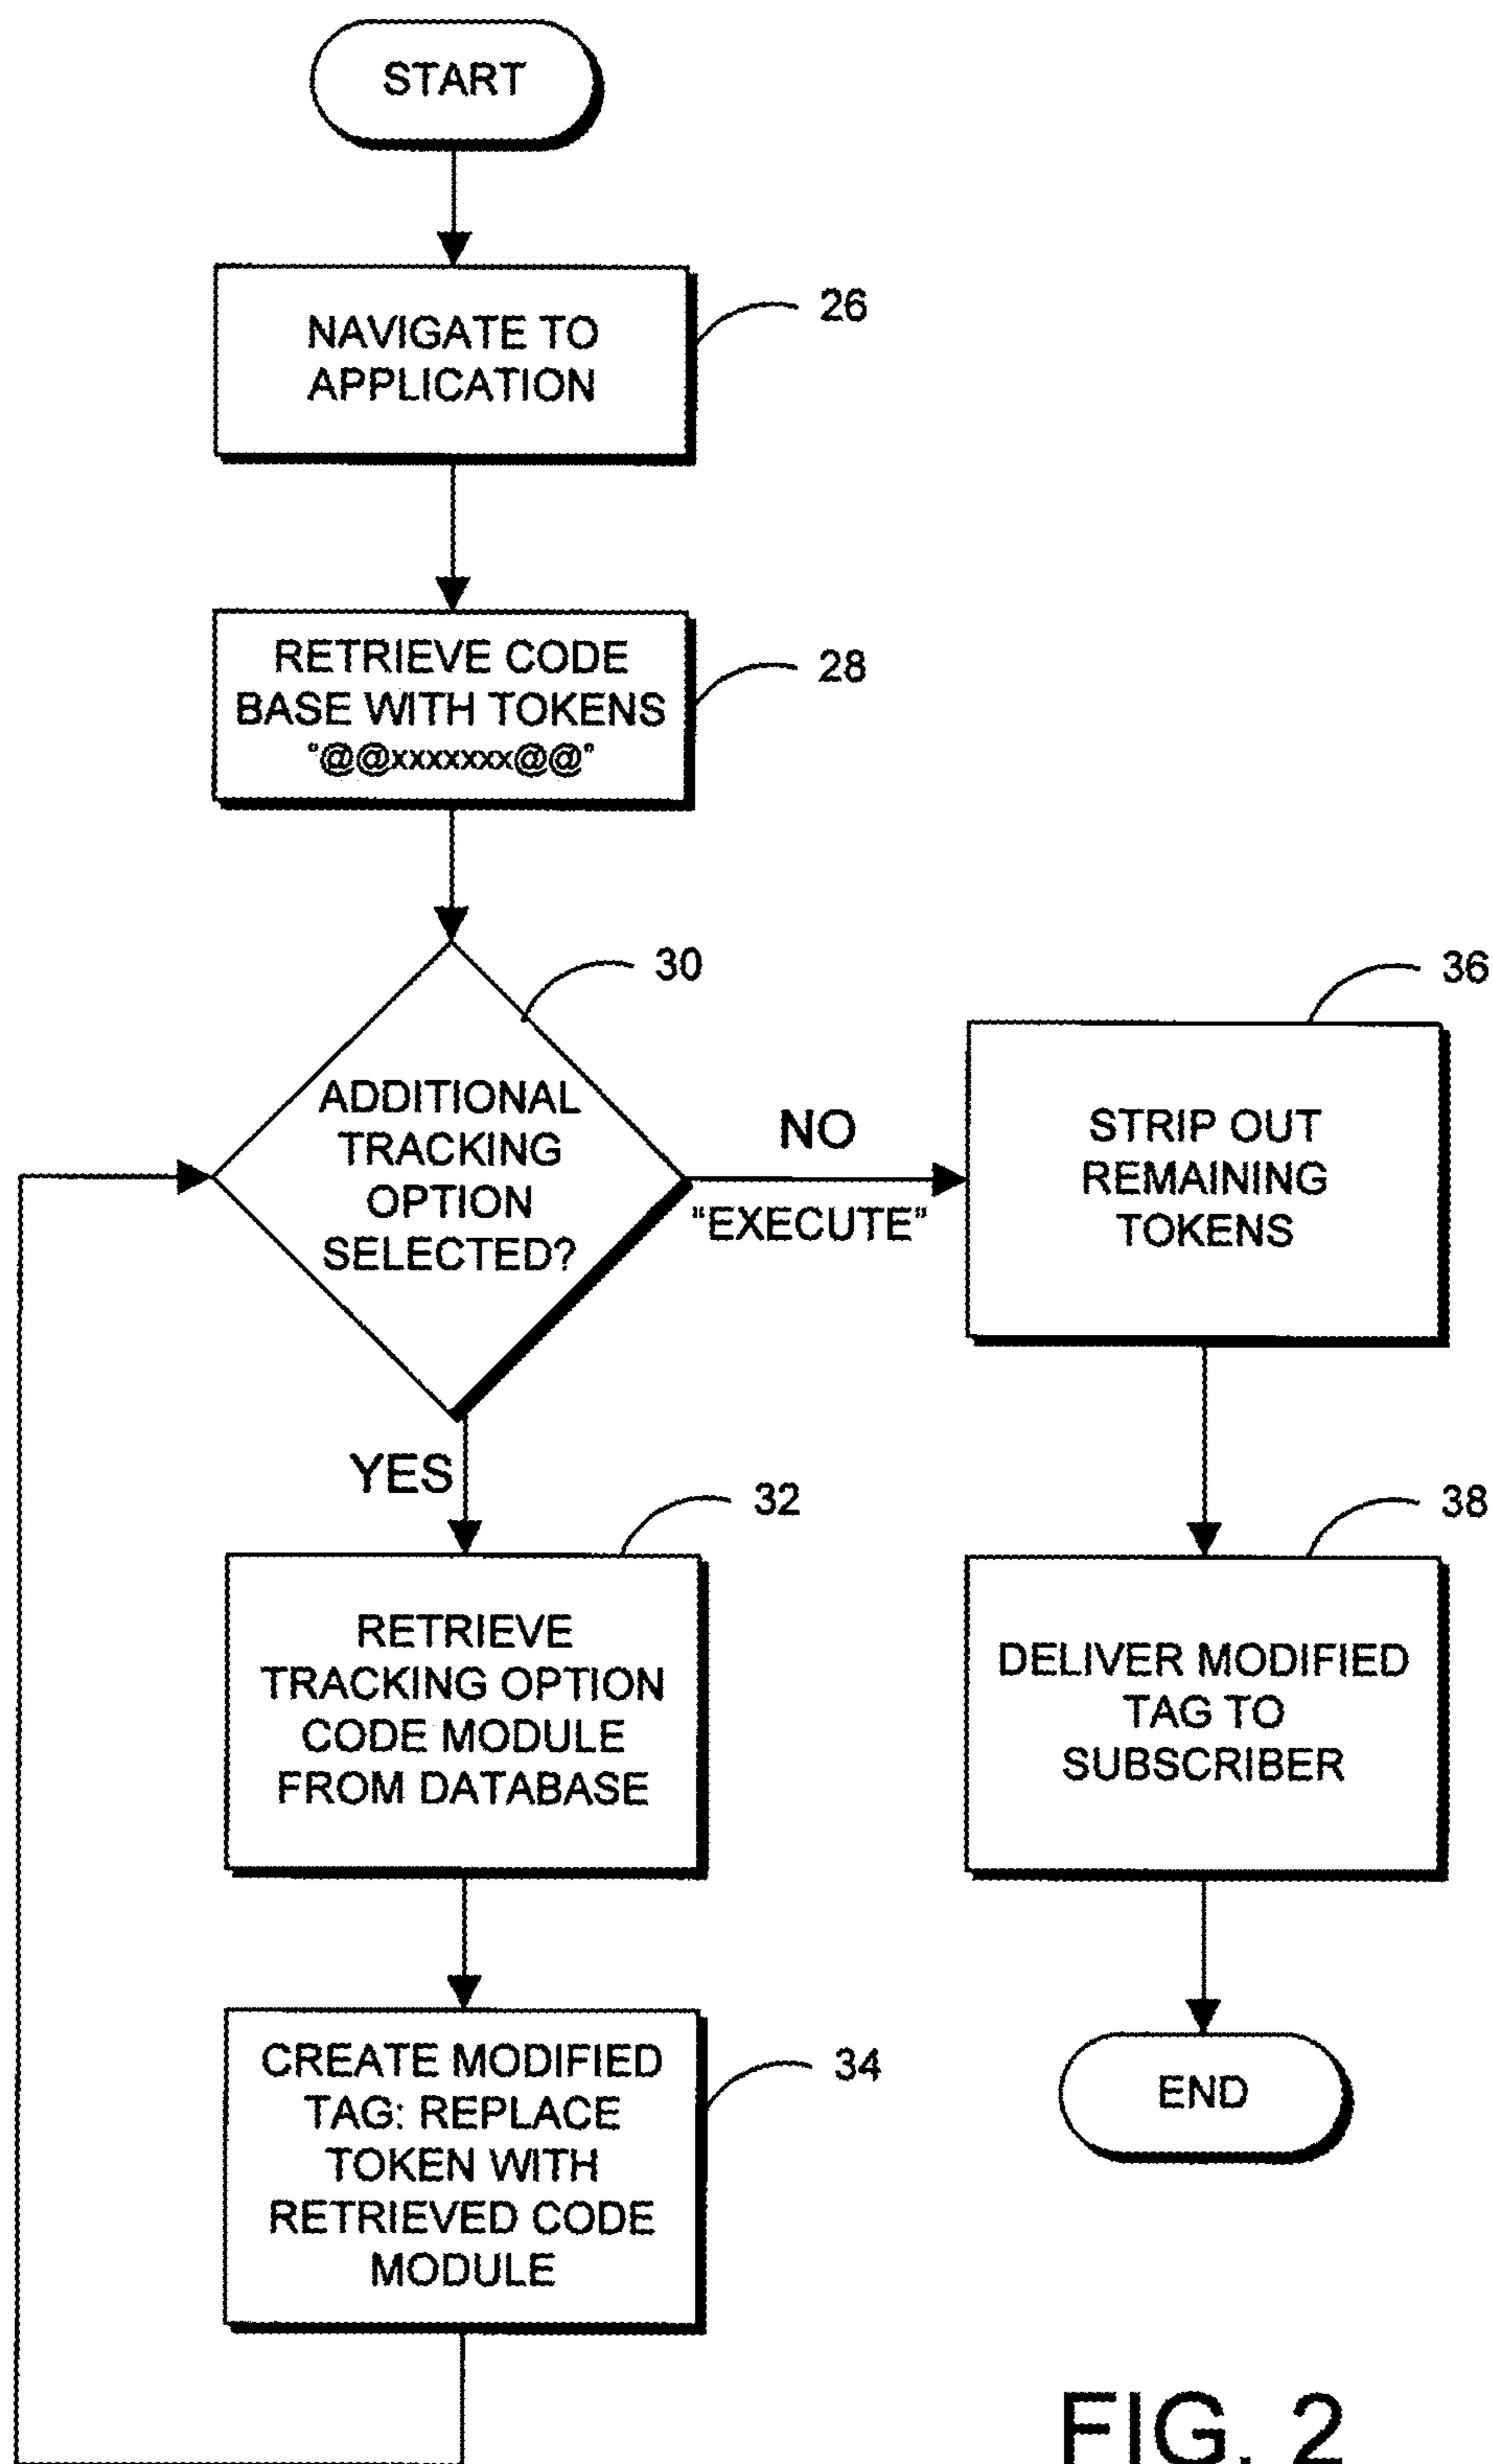 START
NAVIGATE TO
APPLICATION
26
RETRIEVE CODE
BASE WITH TOKENS
"@@xxxxxxx@@"
28
ADDITIONAL
TRACKING
OPTION
SELECTED?
30
NO
"EXECUTE"
YES
STRIP OUT
REMAINING
TOKENS
36
RETRIEVE
TRACKING OPTION
CODE MODULE
FROM DATABASE
32
DELIVER MODIFIED
TAG TO
SUBSCRIBER
38
CREATE MODIFIED
TAG: REPLACE
TOKEN WITH
RETRIEVED CODE
MODULE
34
END
FIG. 2